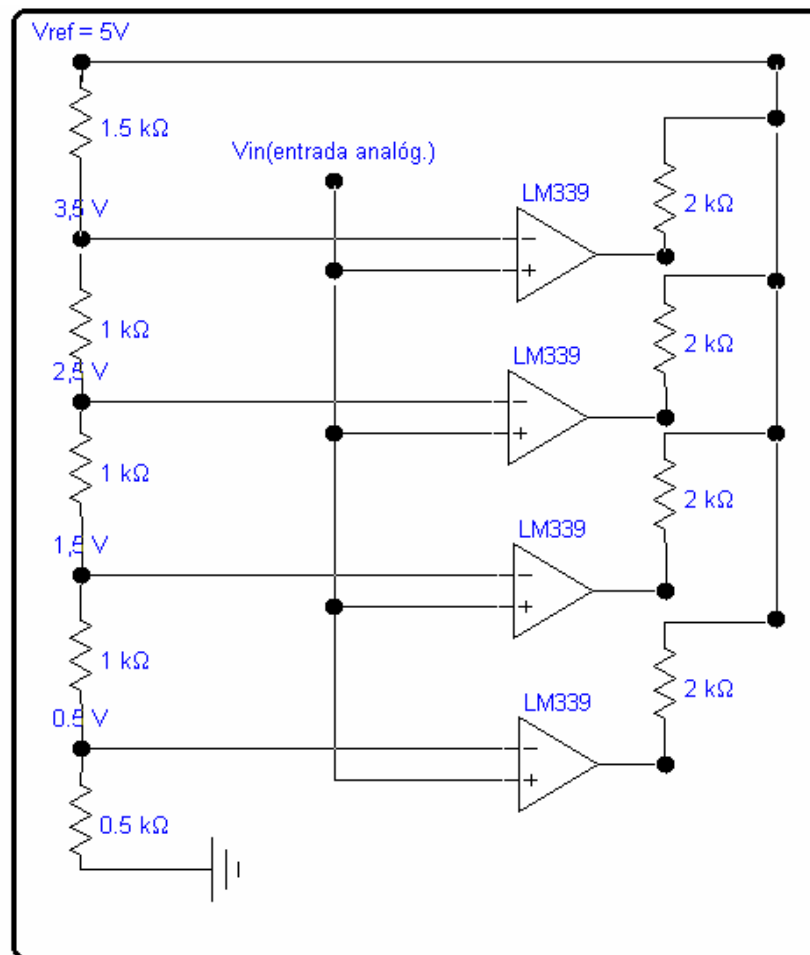 Vref = 5V
1.5 kΩ
Vin(entrada analóg.)
LM339
2 kΩ
3,5 V
1 kΩ
LM339
2 kΩ
2,5 V
1 kΩ
LM339
2 kΩ
1,5 V
1 kΩ
LM339
2 kΩ
0.5 V
0.5 kΩ